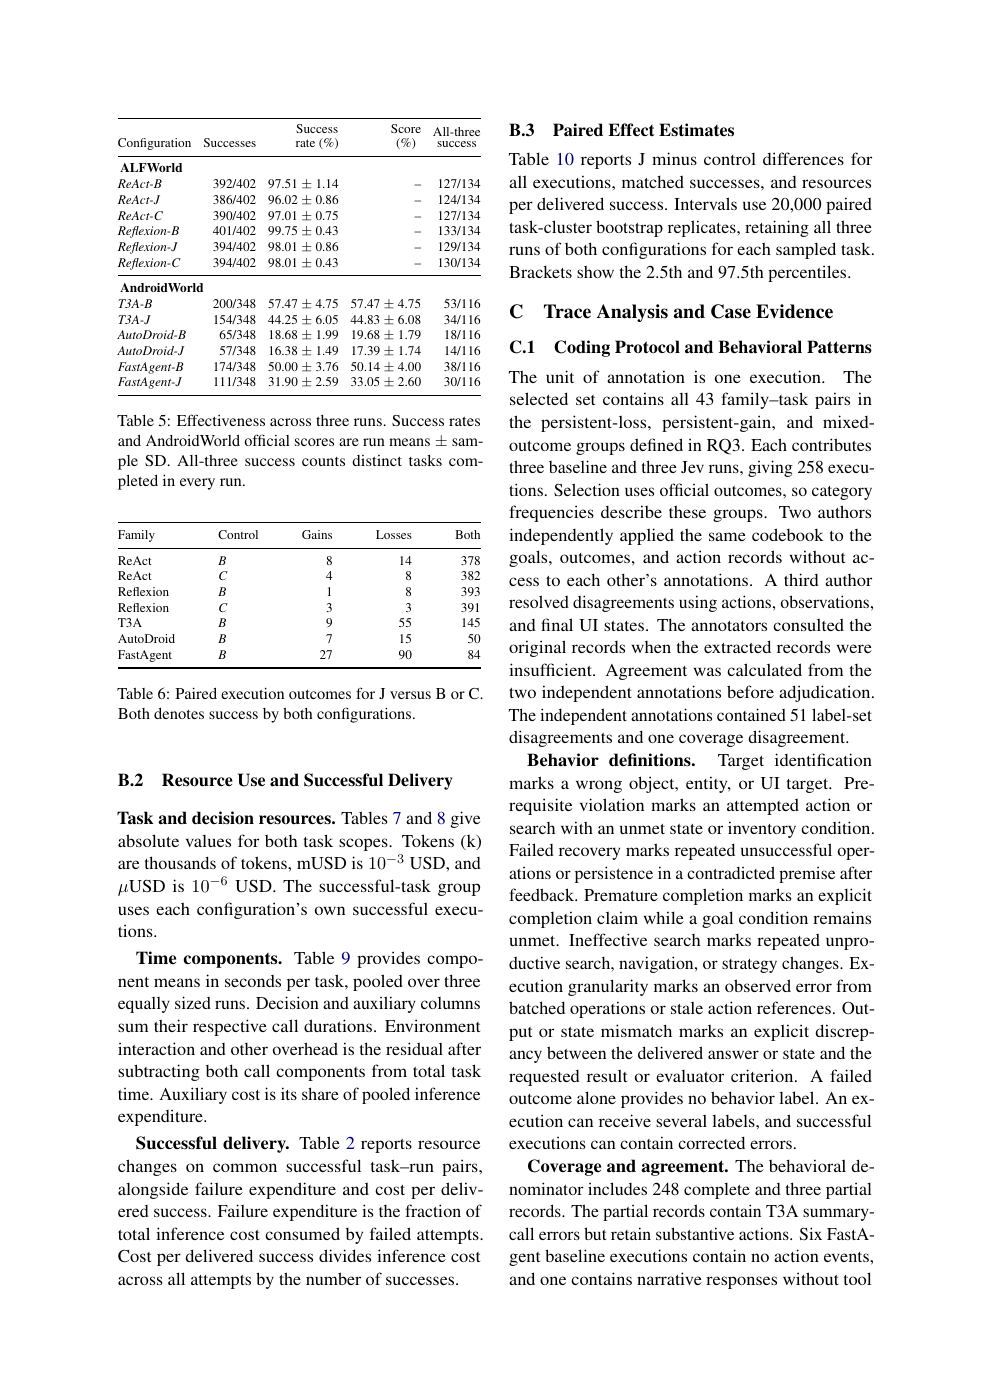 Configuration Successes Success rate (%) Score (%) All-three success
ALFWorld
ReAct-B 392/402 97.51 ± 1.14 – 127/134
ReAct-J 386/402 96.02 ± 0.86 – 124/134
ReAct-C 390/402 97.01 ± 0.75 – 127/134
Reflexion-B 401/402 99.75 ± 0.43 – 133/134
Reflexion-J 394/402 98.01 ± 0.86 – 129/134
Reflexion-C 394/402 98.01 ± 0.43 – 130/134
AndroidWorld
T3A-B 200/348 57.47 ± 4.75 57.47 ± 4.75 53/116
T3A-J 154/348 44.25 ± 6.05 44.83 ± 6.08 34/116
AutoDroid-B 65/348 18.68 ± 1.99 19.68 ± 1.79 18/116
AutoDroid-J 57/348 16.38 ± 1.49 17.39 ± 1.74 14/116
FastAgent-B 174/348 50.00 ± 3.76 50.14 ± 4.00 38/116
FastAgent-J 111/348 31.90 ± 2.59 33.05 ± 2.60 30/116
Table 5: Effectiveness across three runs. Success rates
and AndroidWorld official scores are run means ± sam-
ple SD. All-three success counts distinct tasks com-
pleted in every run.
Family Control Gains Losses Both
ReAct B 8 14 378
ReAct C 4 8 382
Reflexion B 1 8 393
Reflexion C 3 3 391
T3A B 9 55 145
AutoDroid B 7 15 50
FastAgent B 27 90 84
Table 6: Paired execution outcomes for J versus B or C.
Both denotes success by both configurations.
B.2 Resource Use and Successful Delivery
Task and decision resources. Tables 7 and 8 give
absolute values for both task scopes. Tokens (k)
are thousands of tokens, mUSD is 10−3 USD, and
μUSD is 10−6 USD. The successful-task group
uses each configuration's own successful execu-
tions.
Time components. Table 9 provides compo-
nent means in seconds per task, pooled over three
equally sized runs. Decision and auxiliary columns
sum their respective call durations. Environment
interaction and other overhead is the residual after
subtracting both call components from total task
time. Auxiliary cost is its share of pooled inference
expenditure.
Successful delivery. Table 2 reports resource
changes on common successful task–run pairs,
alongside failure expenditure and cost per deliv-
ered success. Failure expenditure is the fraction of
total inference cost consumed by failed attempts.
Cost per delivered success divides inference cost
across all attempts by the number of successes.
B.3 Paired Effect Estimates
Table 10 reports J minus control differences for
all executions, matched successes, and resources
per delivered success. Intervals use 20,000 paired
task-cluster bootstrap replicates, retaining all three
runs of both configurations for each sampled task.
Brackets show the 2.5th and 97.5th percentiles.
C Trace Analysis and Case Evidence
C.1 Coding Protocol and Behavioral Patterns
The unit of annotation is one execution. The
selected set contains all 43 family–task pairs in
the persistent-loss, persistent-gain, and mixed-
outcome groups defined in RQ3. Each contributes
three baseline and three Jev runs, giving 258 execu-
tions. Selection uses official outcomes, so category
frequencies describe these groups. Two authors
independently applied the same codebook to the
goals, outcomes, and action records without ac-
cess to each other's annotations. A third author
resolved disagreements using actions, observations,
and final UI states. The annotators consulted the
original records when the extracted records were
insufficient. Agreement was calculated from the
two independent annotations before adjudication.
The independent annotations contained 51 label-set
disagreements and one coverage disagreement.
Behavior definitions. Target identification
marks a wrong object, entity, or UI target. Pre-
requisite violation marks an attempted action or
search with an unmet state or inventory condition.
Failed recovery marks repeated unsuccessful oper-
ations or persistence in a contradicted premise after
feedback. Premature completion marks an explicit
completion claim while a goal condition remains
unmet. Ineffective search marks repeated unpro-
ductive search, navigation, or strategy changes. Ex-
ecution granularity marks an observed error from
batched operations or stale action references. Out-
put or state mismatch marks an explicit discrep-
ancy between the delivered answer or state and the
requested result or evaluator criterion. A failed
outcome alone provides no behavior label. An ex-
ecution can receive several labels, and successful
executions can contain corrected errors.
Coverage and agreement. The behavioral de-
nominator includes 248 complete and three partial
records. The partial records contain T3A summary-
call errors but retain substantive actions. Six FastA-
gent baseline executions contain no action events,
and one contains narrative responses without tool